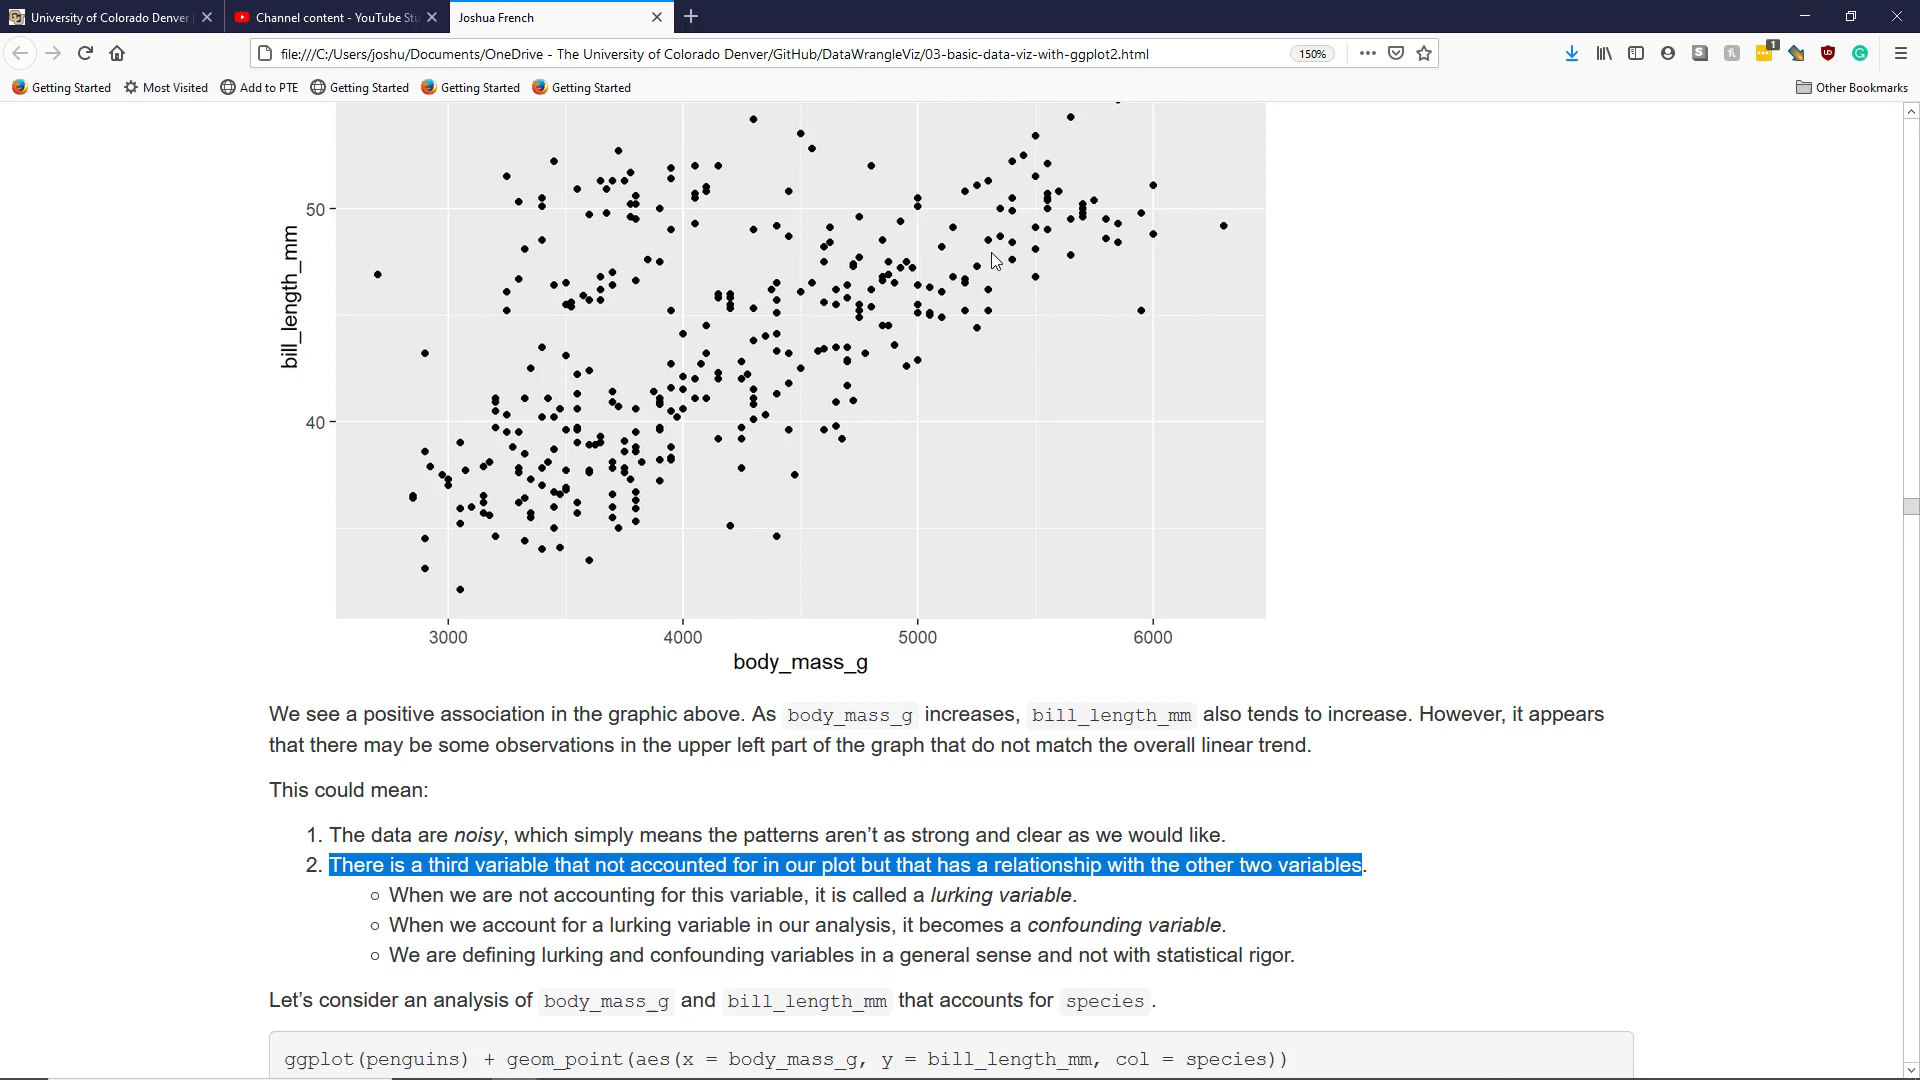 University of Colorado Denver
Channel content - YouTube Stu
Joshua French
file:///C:/Users/joshu/Documents/OneDrive - The University of Colorado Denver/GitHub/DataWrangleViz/03-basic-data-viz-with-ggplot2.html
150%
1
Getting Started
Most Visited
Add to PTE
Getting Started
Getting Started
Getting Started
Other Bookmarks
50
40
bill_length_mm
3000
4000
5000
6000
body_mass_g
We see a positive association in the graphic above. As body_mass_g increases, bill_length_mm also tends to increase. However, it appears
that there may be some observations in the upper left part of the graph that do not match the overall linear trend.
This could mean:
1. The data are noisy, which simply means the patterns aren’t as strong and clear as we would like.
2. There is a third variable that not accounted for in our plot but that has a relationship with the other two variables.
○ When we are not accounting for this variable, it is called a lurking variable.
○ When we account for a lurking variable in our analysis, it becomes a confounding variable.
○ We are defining lurking and confounding variables in a general sense and not with statistical rigor.
Let’s consider an analysis of body_mass_g and bill_length_mm that accounts for species.
ggplot(penguins) + geom_point(aes(x = body_mass_g, y = bill_length_mm, col = species))